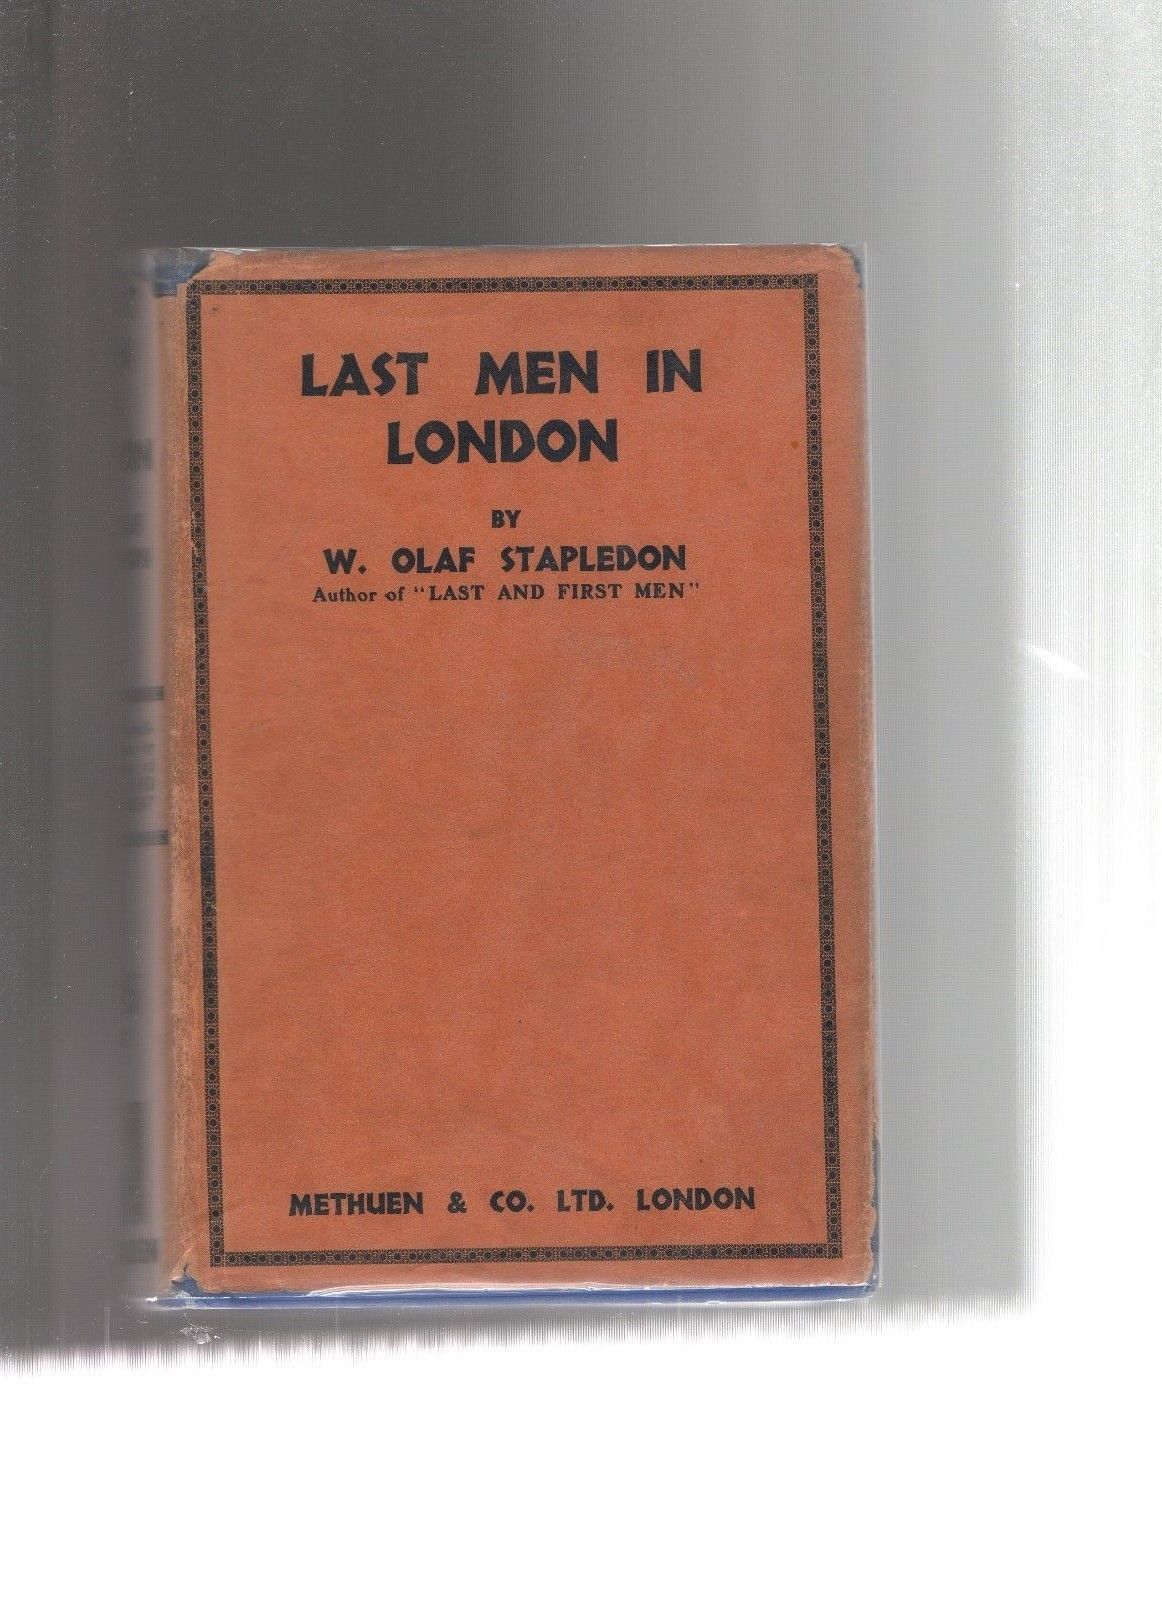 LAST MEN IN
LONDON
BY
W. OLAF STAPLEDON
Author of "LAST AND FIRST MEN"
METHUEN & CO. LTD. LONDON